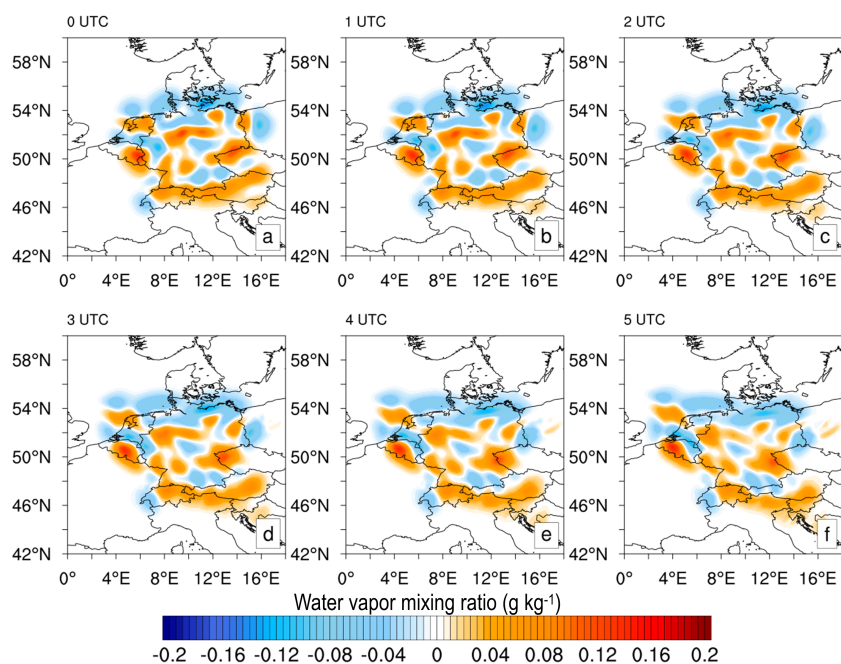 0 UTC 1 UTC 2 UTC
58°N 58°N 58°N
54°N 54°N 54°N
50°N 50°N 50°N
46°N 46°N 46°N
a b c
42°N 42°N 42°N
0° 4°E 8°E 12°E 16°E 0° 4°E 8°E 12°E 16°E 0° 4°E 8°E 12°E 16°E
3 UTC 4 UTC 5 UTC
58°N 58°N 58°N
54°N 54°N 54°N
50°N 50°N 50°N
46°N 46°N 46°N
d e f
42°N 42°N 42°N
0° 4°E 8°E 12°E 16°E 0° 4°E 8°E 12°E 16°E 0° 4°E 8°E 12°E 16°E
Water vapor mixing ratio (g kg-1)
-0.2 -0.16 -0.12 -0.08 -0.04 0 0.04 0.08 0.12 0.16 0.2